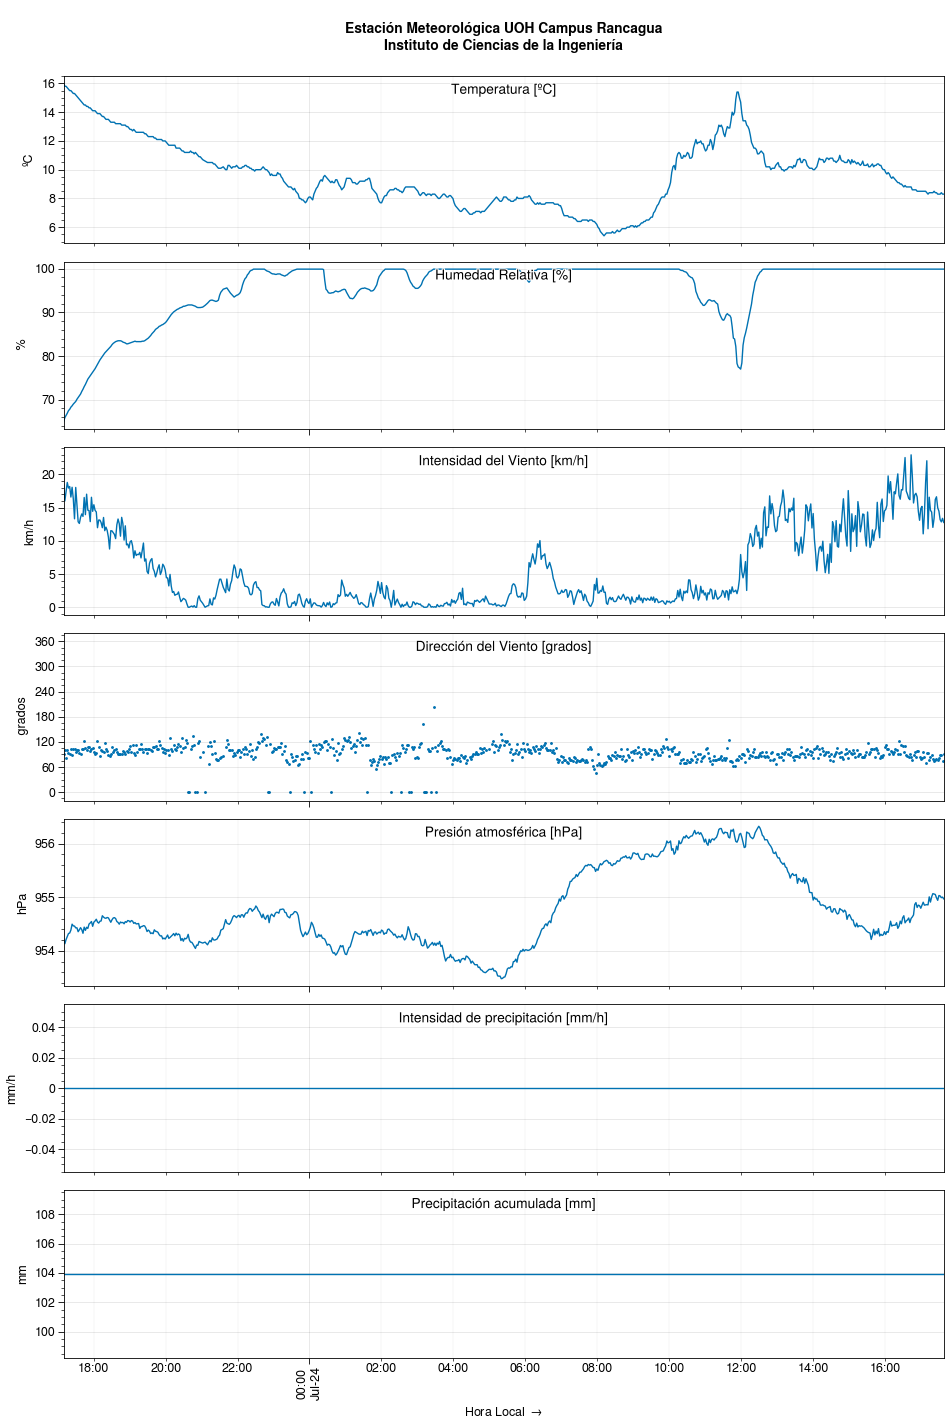 Estación Meteorológica UOH Campus Rancagua
Instituto de Ciencias de la Ingeniería
Temperatura [ºC]
ºC
16
14
12
10
8
6
Humedad Relativa [%]
%
100
90
80
70
Intensidad del Viento [km/h]
km/h
20
15
10
5
0
Dirección del Viento [grados]
grados
360
300
240
180
120
60
0
Presión atmosférica [hPa]
hPa
956
955
954
Intensidad de precipitación [mm/h]
mm/h
0.04
0.02
0
−0.02
−0.04
Precipitación acumulada [mm]
mm
108
106
104
102
100
18:00 20:00 22:00 00:00 02:00 04:00 06:00 08:00 10:00 12:00 14:00 16:00
Jul-24
Hora Local →